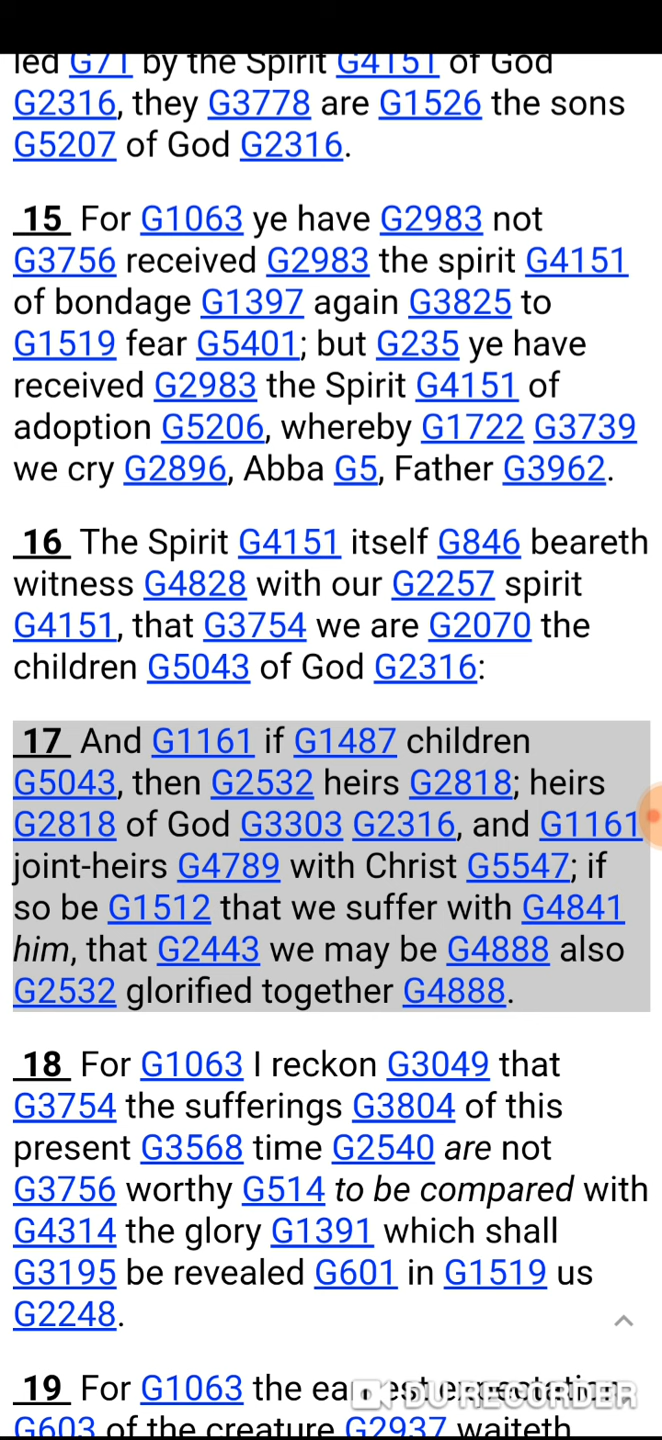 led G71 by the Spirit G4151 of God
G2316, they G3778 are G1526 the sons
G5207 of God G2316.
15 For G1063 ye have G2983 not
G3756 received G2983 the spirit G4151
of bondage G1397 again G3825 to
G1519 fear G5401; but G235 ye have
received G2983 the Spirit G4151 of
adoption G5206, whereby G1722 G3739
we cry G2896, Abba G5, Father G3962.
16 The Spirit G4151 itself G846 beareth
witness G4828 with our G2257 spirit
G4151, that G3754 we are G2070 the
children G5043 of God G2316:
17 And G1161 if G1487 children
G5043, then G2532 heirs G2818; heirs
G2818 of God G3303 G2316, and G1161
joint-heirs G4789 with Christ G5547; if
so be G1512 that we suffer with G4841
him, that G2443 we may be G4888 also
G2532 glorified together G4888.
18 For G1063 I reckon G3049 that
G3754 the sufferings G3804 of this
present G3568 time G2540 are not
G3756 worthy G514 to be compared with
G4314 the glory G1391 which shall
G3195 be revealed G601 in G1519 us
G2248.
19 For G1063 the earnest expectation
DU RECORDER
G603 of the creature G2937 waiteth